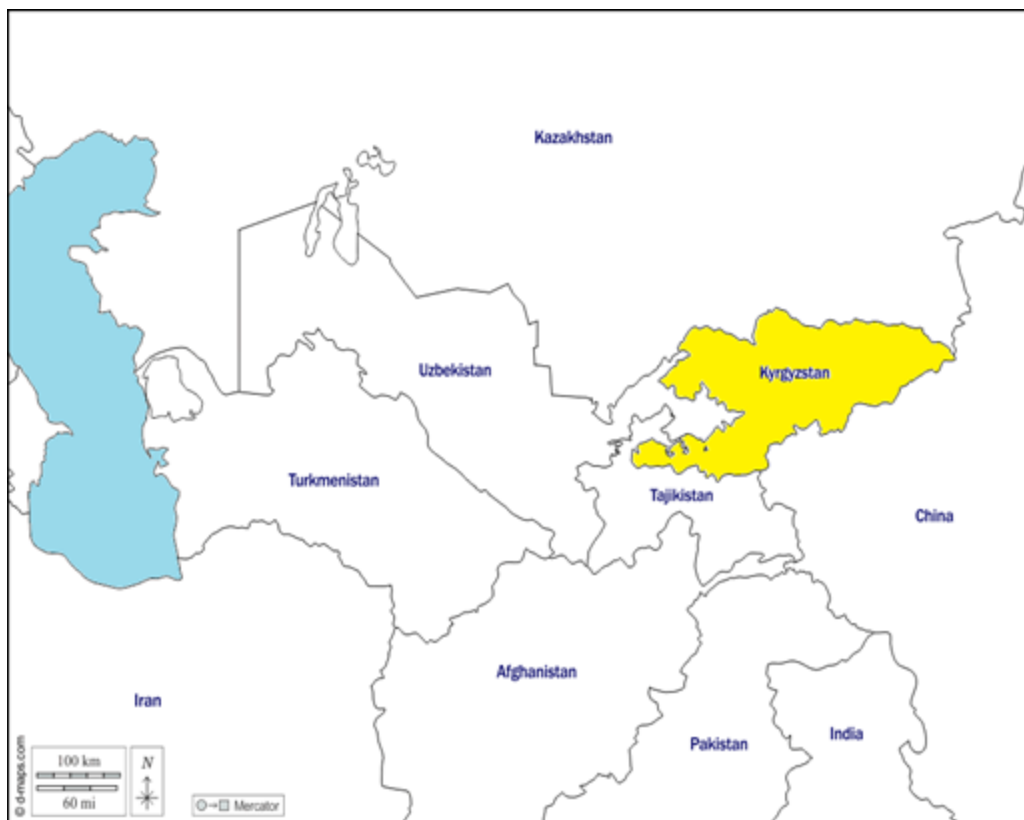 Kazakhstan
Uzbekistan
Kyrgyzstan
Turkmenistan
Tajikistan
China
Afghanistan
Iran
Pakistan
India
© d-maps.com
100 km
60 mi
N
Mercator